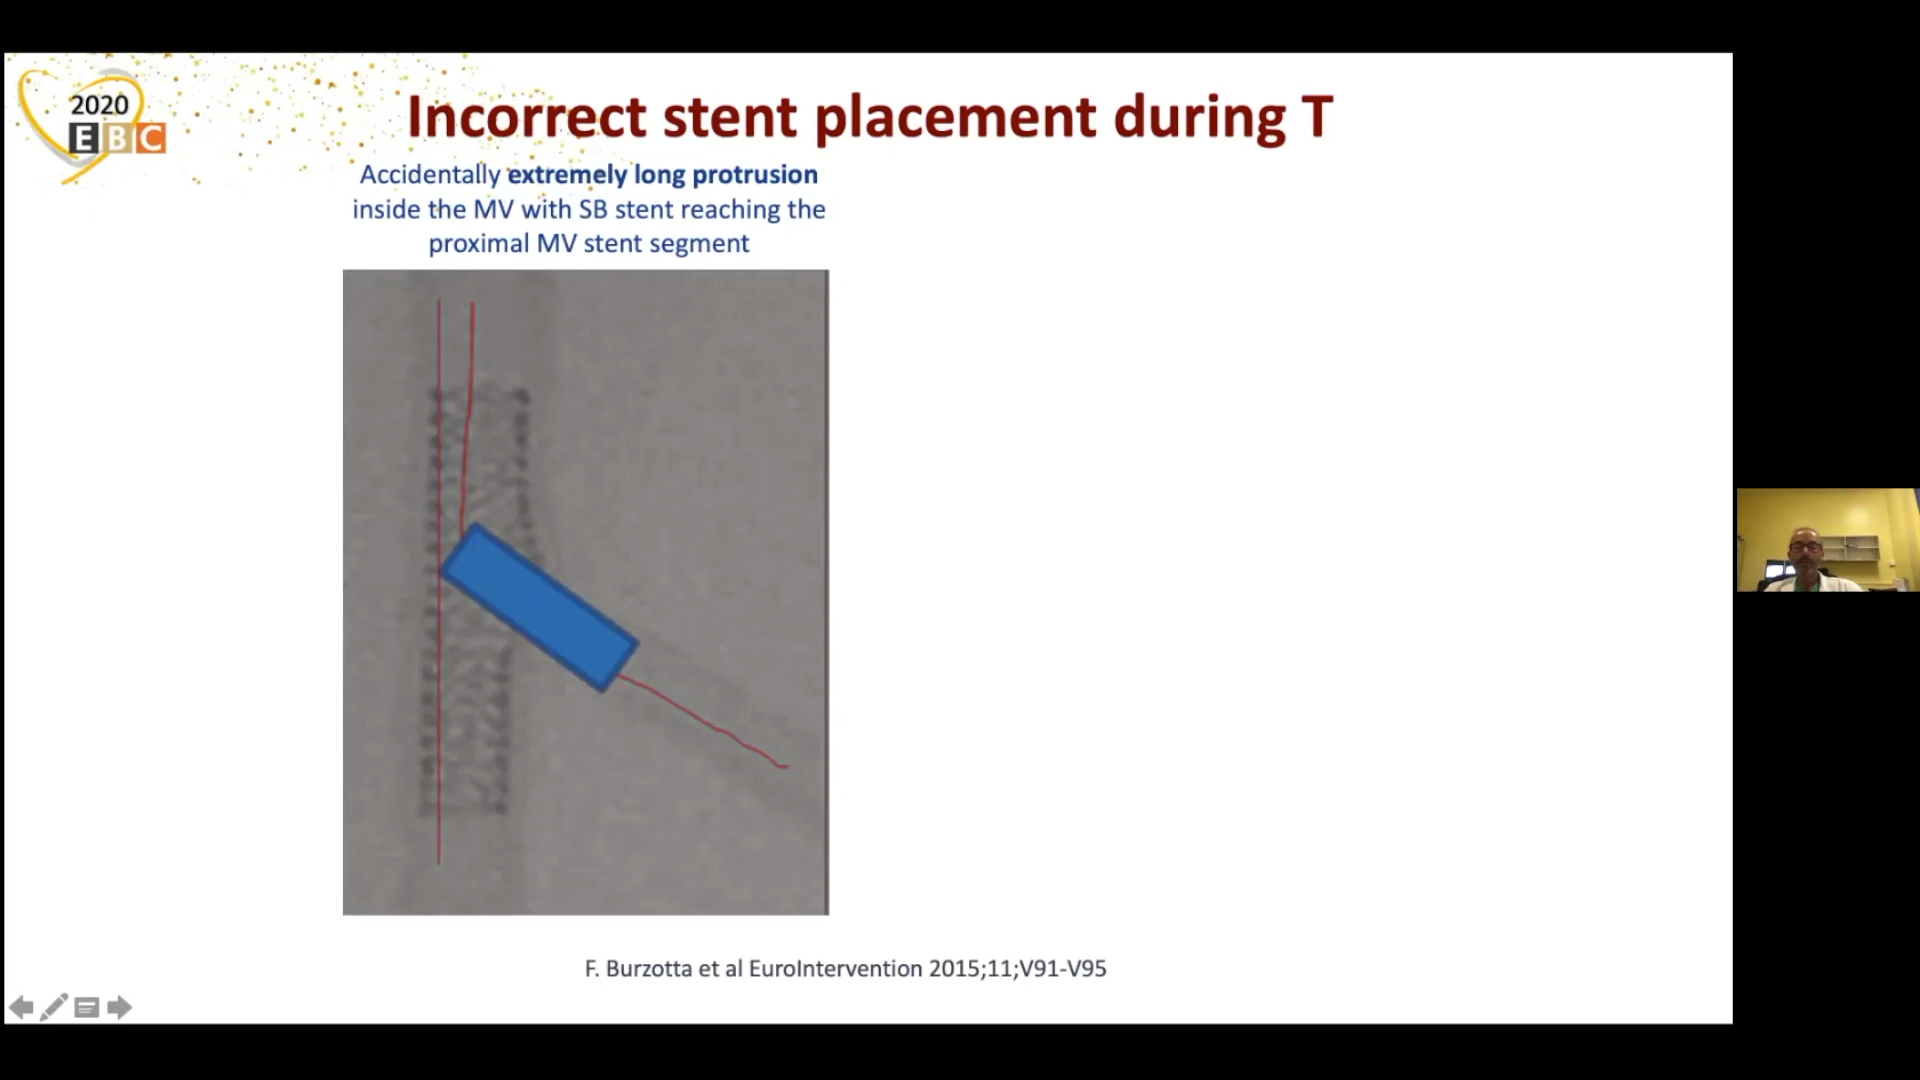 2020
EBC
Incorrect stent placement during T
Accidentally extremely long protrusion
inside the MV with SB stent reaching the
proximal MV stent segment
F. Burzotta et al EuroIntervention 2015;11;V91-V95